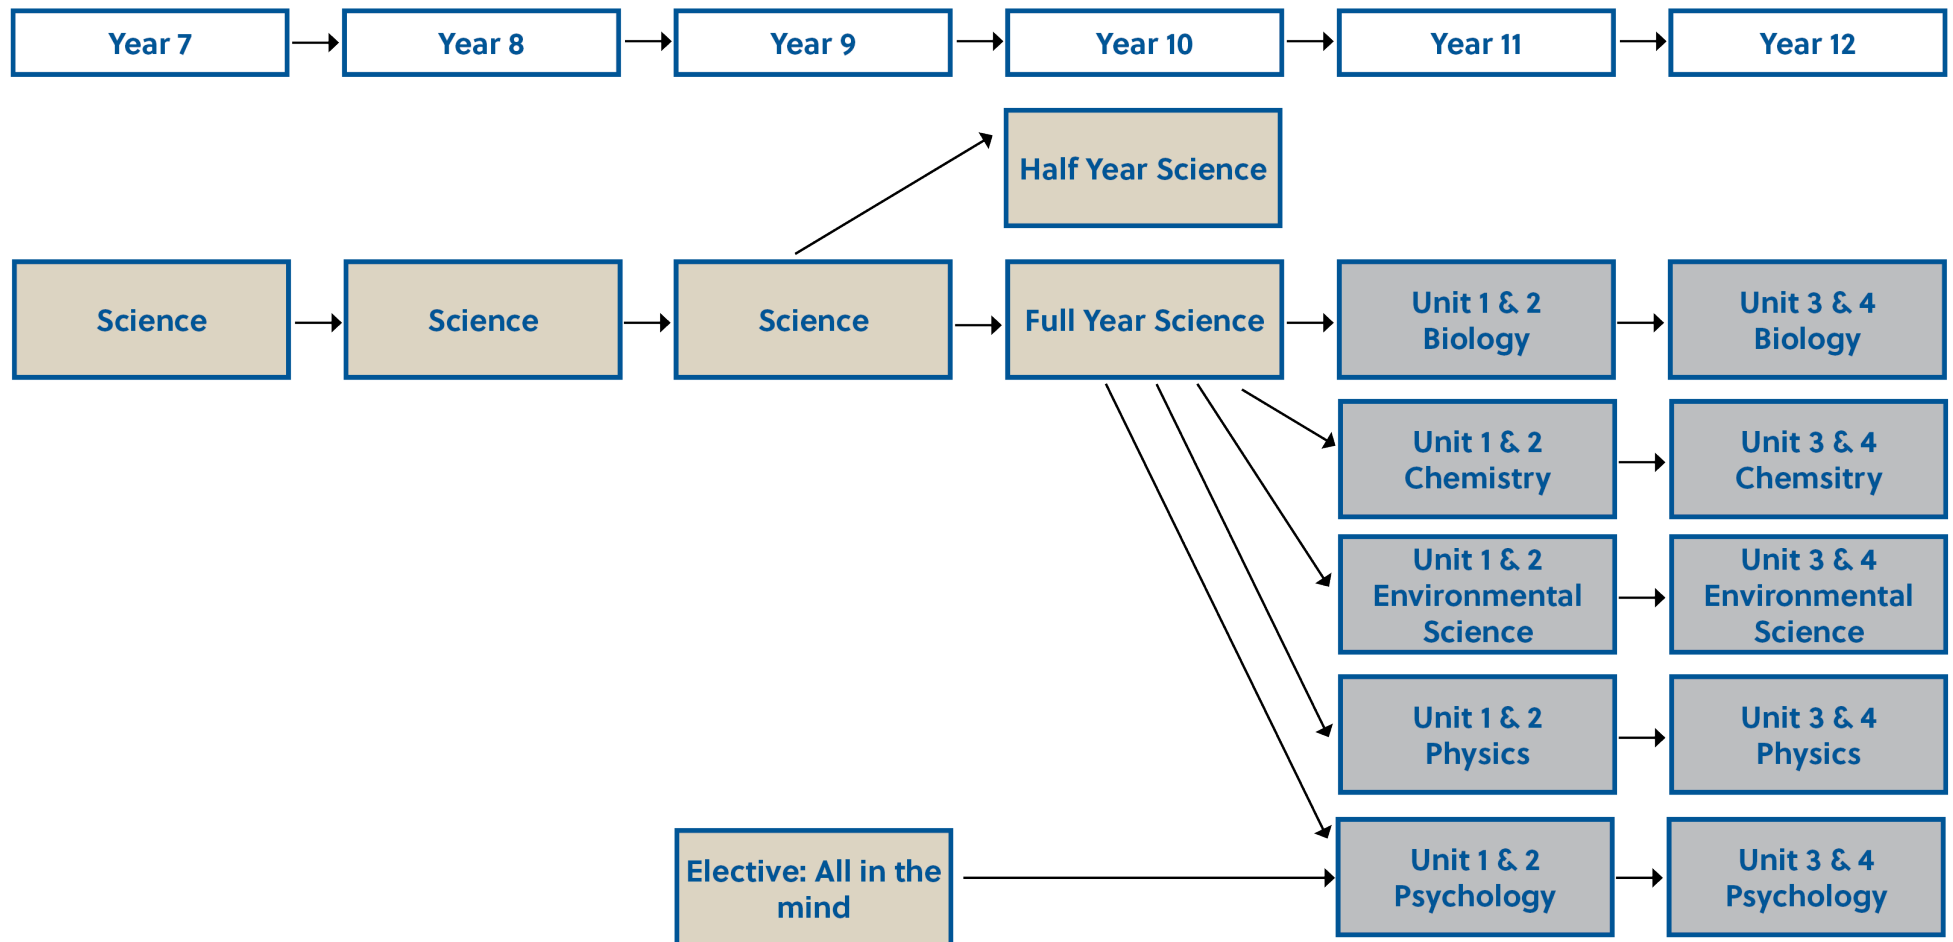 Year 7
Year 8
Year 9
Year 10
Year 11
Year 12
Half Year Science
Science
Science
Science
Full Year Science
Unit 1 & 2
Biology
Unit 3 & 4
Biology
Unit 1 & 2
Chemistry
Unit 3 & 4
Chemsitry
Unit 1 & 2
Environmental
Science
Unit 3 & 4
Environmental
Science
Unit 1 & 2
Physics
Unit 3 & 4
Physics
Elective: All in the
mind
Unit 1 & 2
Psychology
Unit 3 & 4
Psychology